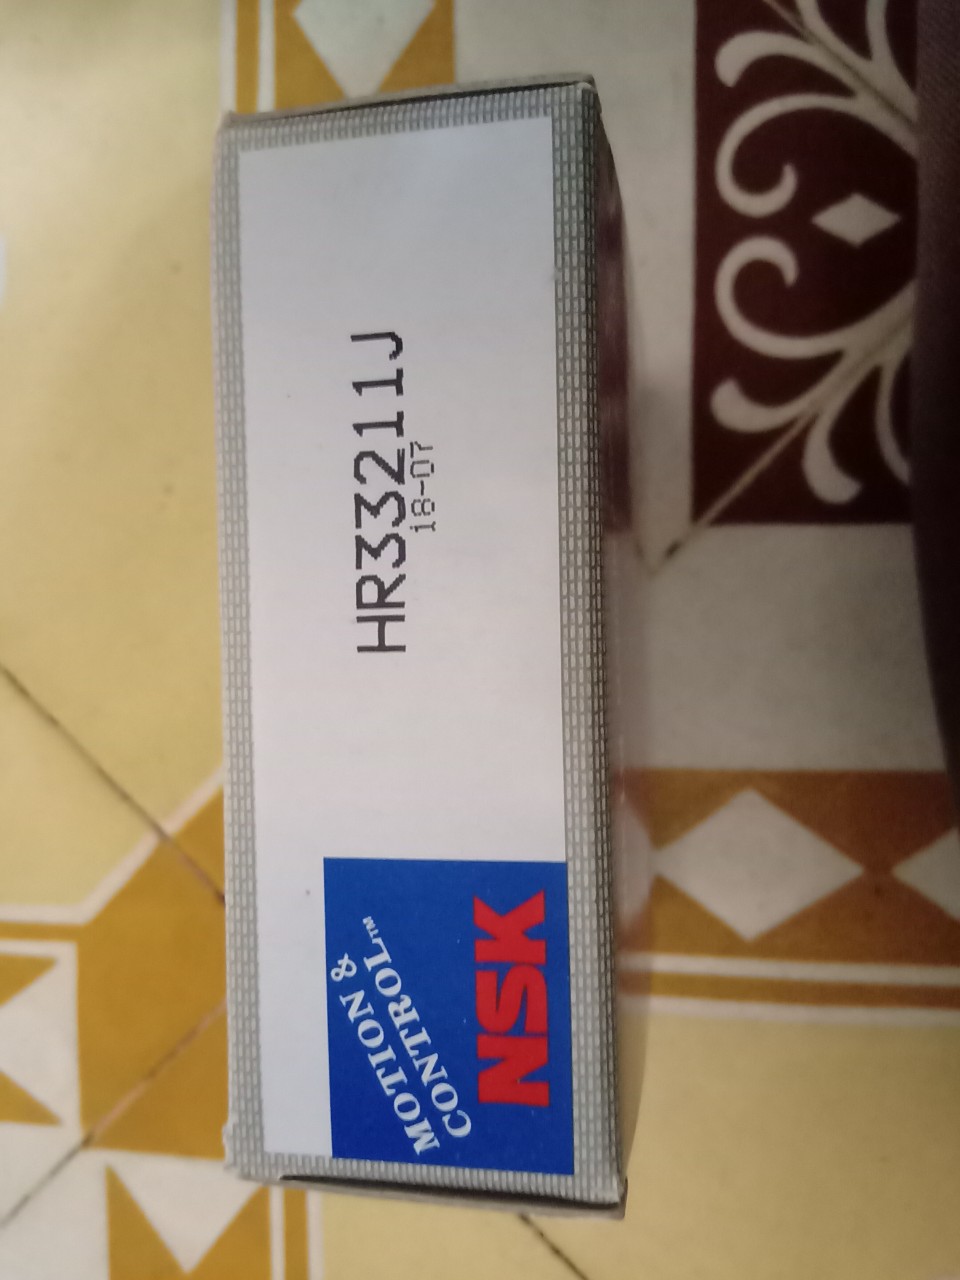 MOTION &
CONTROL™
NSK
HR33211J
18-07